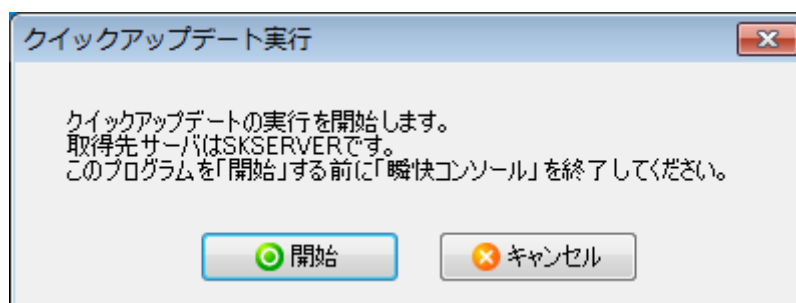 クイックアップデート実行
クイックアップデートの実行を開始します。
取得先サーバはSKSERVERです。
このプログラムを「開始」する前に「瞬快コンソール」を終了してください。
開始
キャンセル